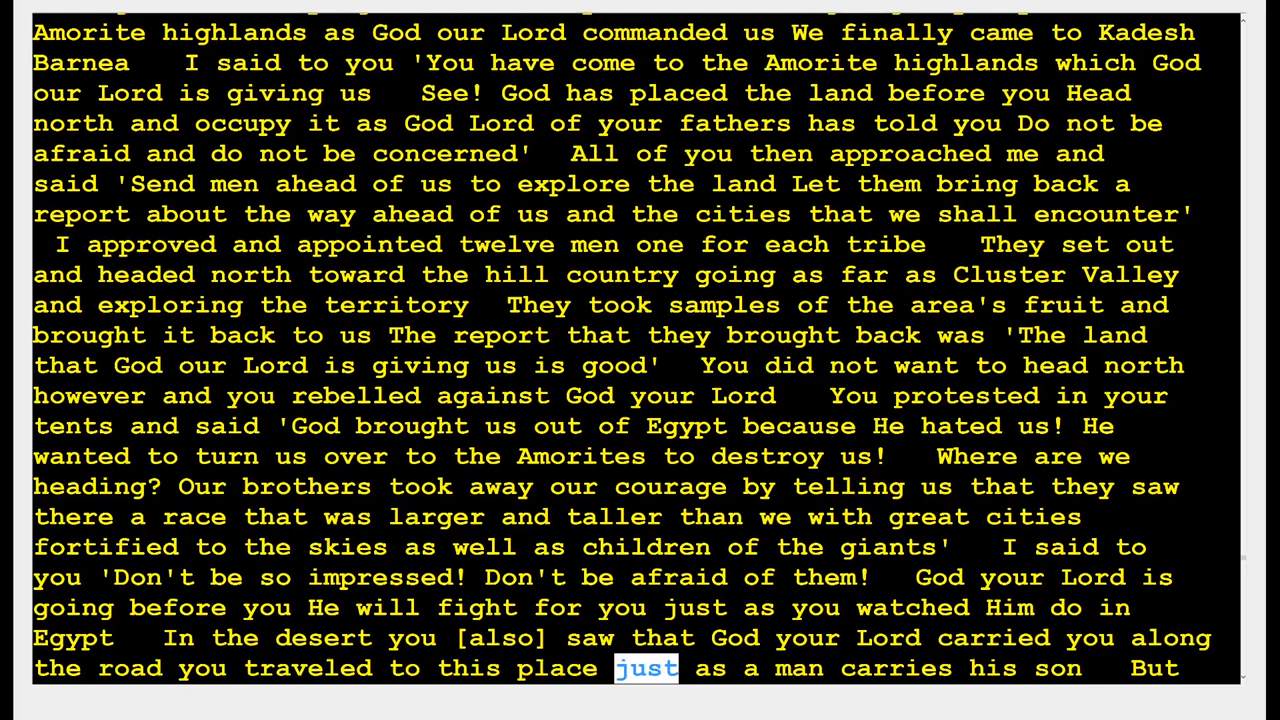 Amorite highlands as God our Lord commanded us We finally came to Kadesh
Barnea I said to you 'You have come to the Amorite highlands which God
our Lord is giving us See! God has placed the land before you Head
north and occupy it as God Lord of your fathers has told you Do not be
afraid and do not be concerned' All of you then approached me and
said 'Send men ahead of us to explore the land Let them bring back a
report about the way ahead of us and the cities that we shall encounter'
I approved and appointed twelve men one for each tribe They set out
and headed north toward the hill country going as far as Cluster Valley
and exploring the territory They took samples of the area's fruit and
brought it back to us The report that they brought back was 'The land
that God our Lord is giving us is good' You did not want to head north
however and you rebelled against God your Lord You protested in your
tents and said 'God brought us out of Egypt because He hated us! He
wanted to turn us over to the Amorites to destroy us! Where are we
heading? Our brothers took away our courage by telling us that they saw
there a race that was larger and taller than we with great cities
fortified to the skies as well as children of the giants' I said to
you 'Don't be so impressed! Don't be afraid of them! God your Lord is
going before you He will fight for you just as you watched Him do in
Egypt In the desert you [also] saw that God your Lord carried you along
the road you traveled to this place just as a man carries his son But